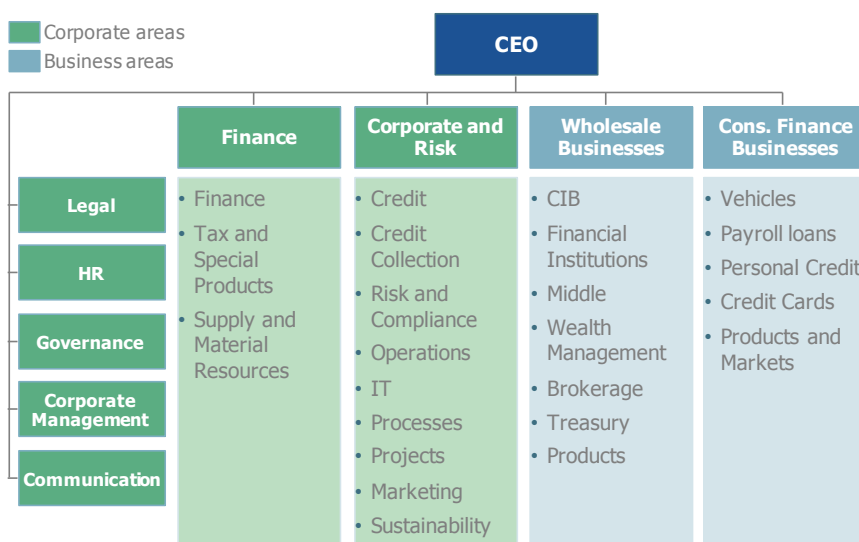 Corporate areas
Business areas
CEO
Finance
Corporate and
Risk
Wholesale
Businesses
Cons. Finance
Businesses
Legal
HR
Governance
Corporate
Management
Communication
• Finance
• Tax and
Special
Products
• Supply and
Material
Resources
• Credit
• Credit
Collection
• Risk and
Compliance
• Operations
• IT
• Processes
• Projects
• Marketing
• Sustainability
• CIB
• Financial
Institutions
• Middle
• Wealth
Management
• Brokerage
• Treasury
• Products
• Vehicles
• Payroll loans
• Personal Credit
• Credit Cards
• Products and
Markets